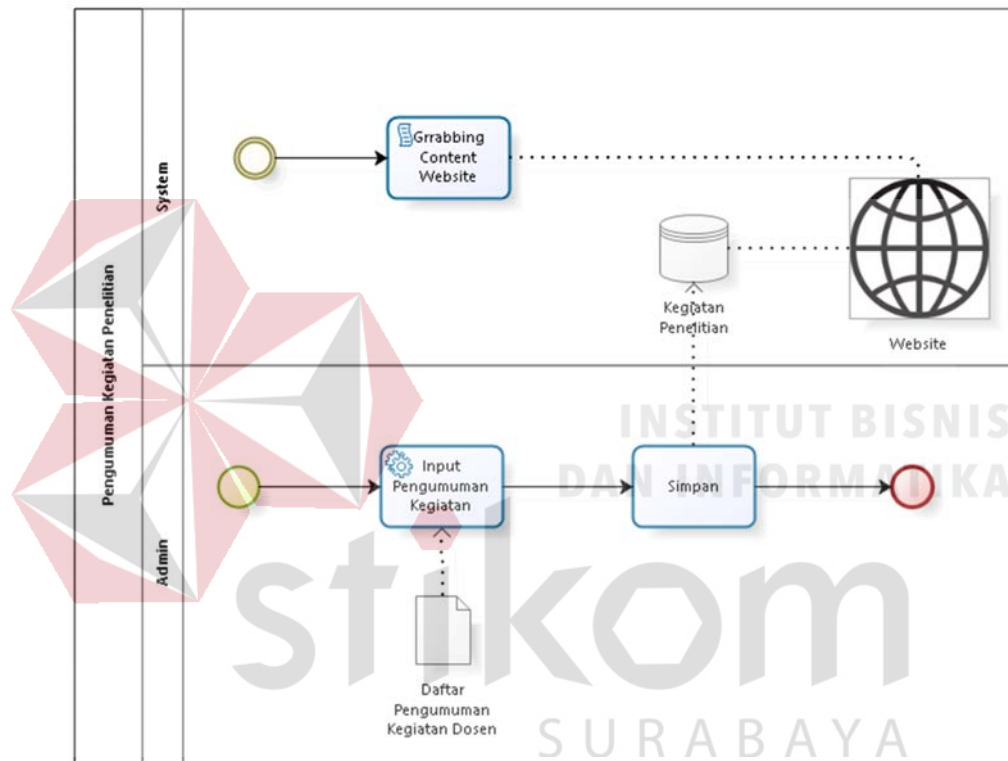 Pengumuman Kegiatan Penelitian
System
Grrabbing
Content
Website
Kegiatan
Penelitian
Website
Admin
Input
Pengumuman
Kegiatan
Simpan
Daftar
Pengumuman
Kegiatan Dosen
INSTITUT BISNIS
DAN INFORMATIKA
stikom
SURABAYA